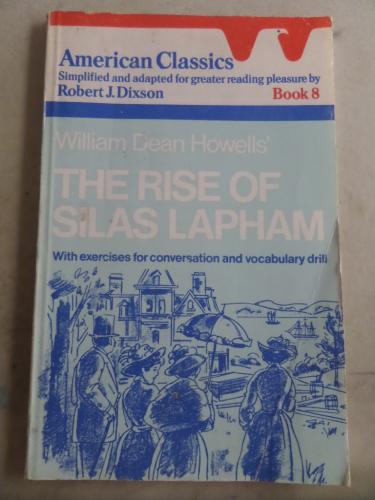 American Classics
Simplified and adapted for greater reading pleasure by
Robert J. Dixson Book 8
William Dean Howells'
THE RISE OF
SILAS LAPHAM
With exercises for conversation and vocabulary drill